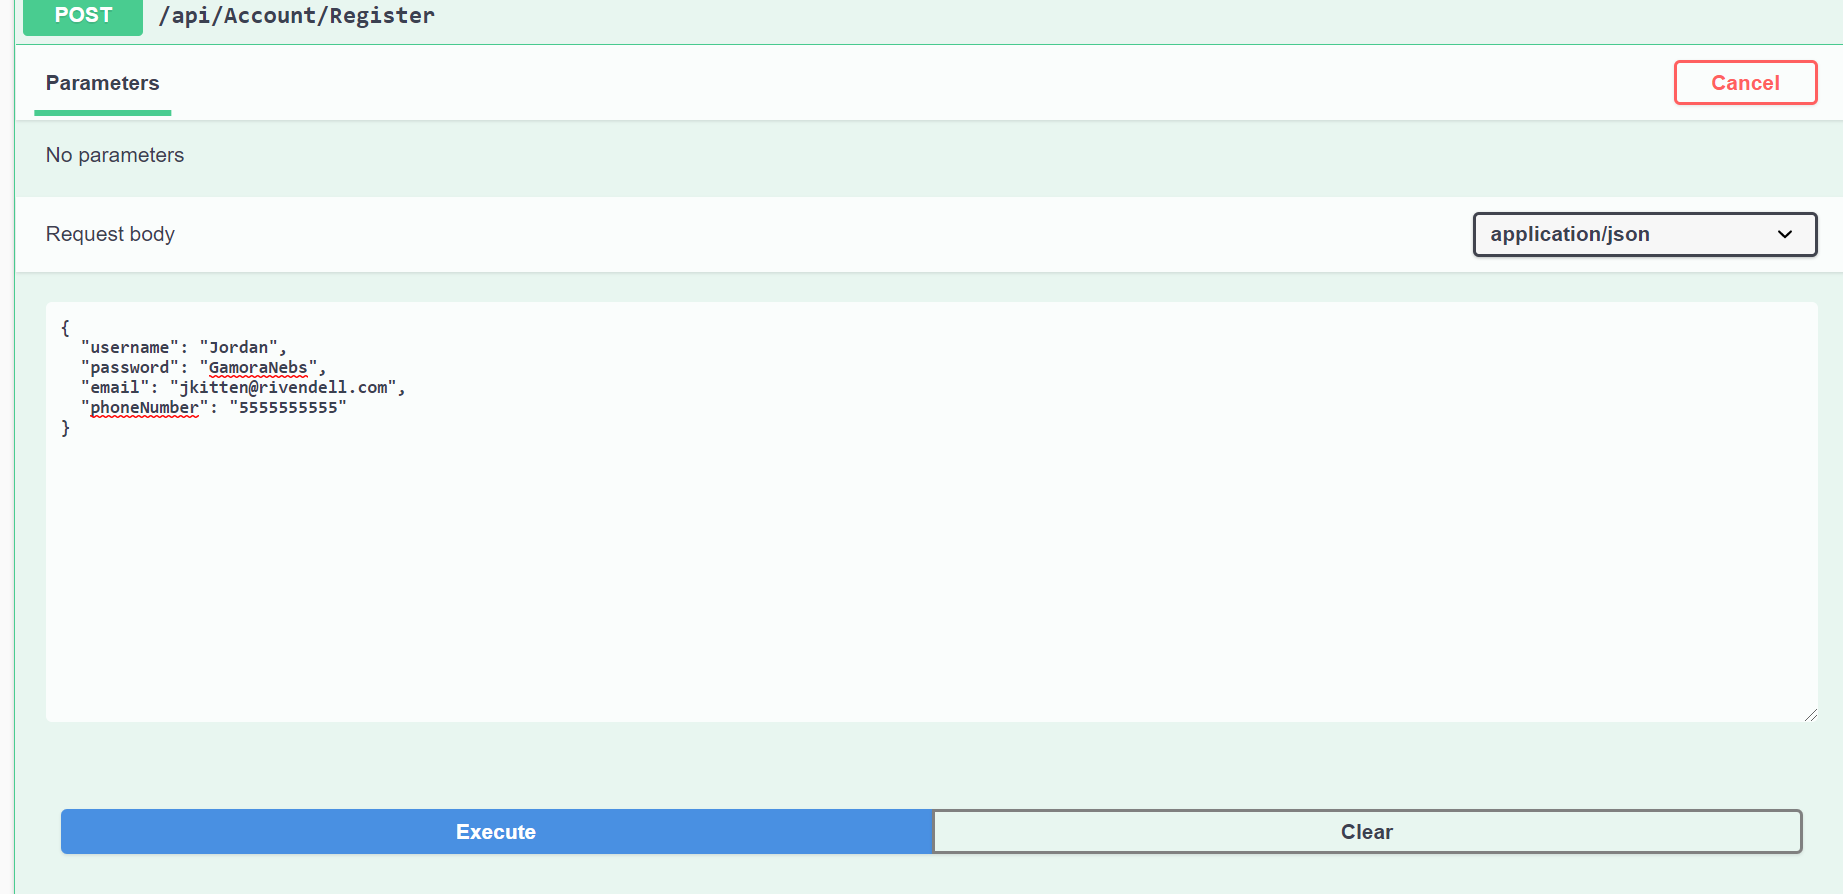 POST /api/Account/Register
Parameters
Cancel
No parameters
Request body
application/json
{
  "username": "Jordan",
  "password": "GamoraNebs",
  "email": "jkitten@rivendell.com",
  "phoneNumber": "5555555555"
}
Execute
Clear